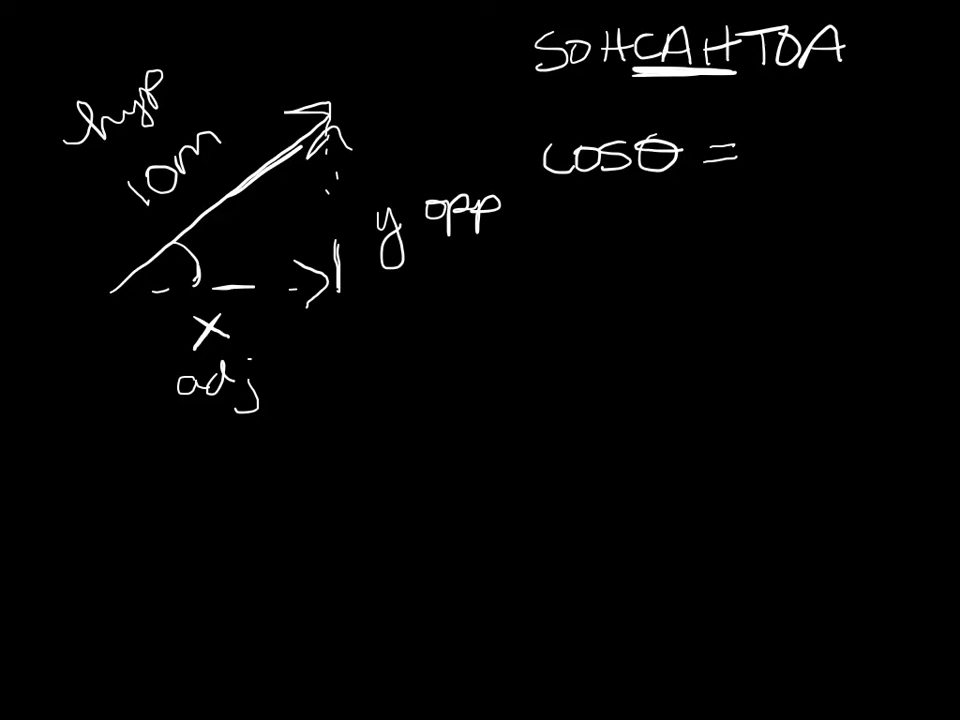 SOHCAHTOA
hyp
10m
cosθ =
y opp
x
adj